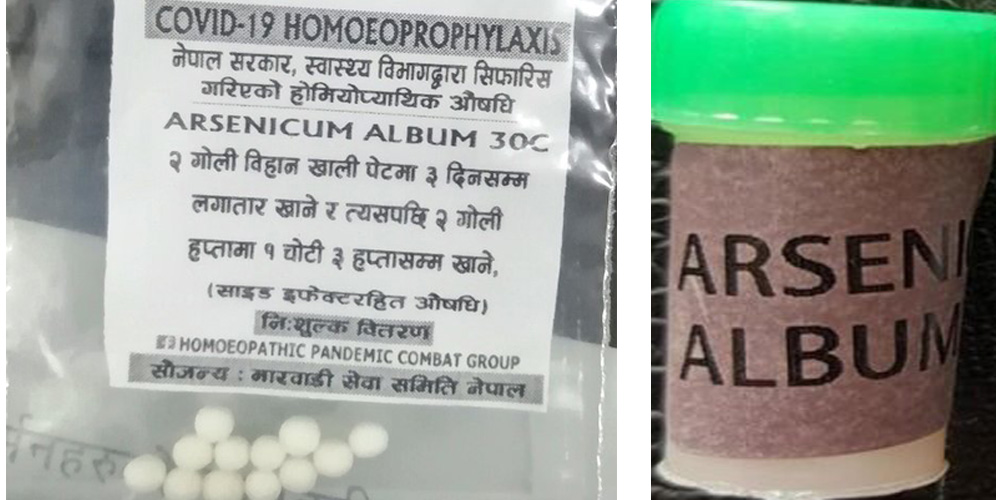 COVID-19 HOMOEOPROPHYLAXIS
नेपाल सरकार, स्वास्थ्य विभागद्वारा सिफारिस
गरिएको होमियोप्याथिक औषधि
ARSENICUM ALBUM 30C
२ गोली विहान खाली पेटमा ३ दिनसम्म
लगातार खाने र त्यसपछि २ गोली
हप्तामा १ चोटी ३ हप्तासम्म खाने,
(साइड इफेक्टरहित औषधि)
नि:शुल्क वितरण
HOMOEOPATHIC PANDEMIC COMBAT GROUP
सौजन्य : मारवाडी सेवा समिति नेपाल
ARSENI
ALBUM